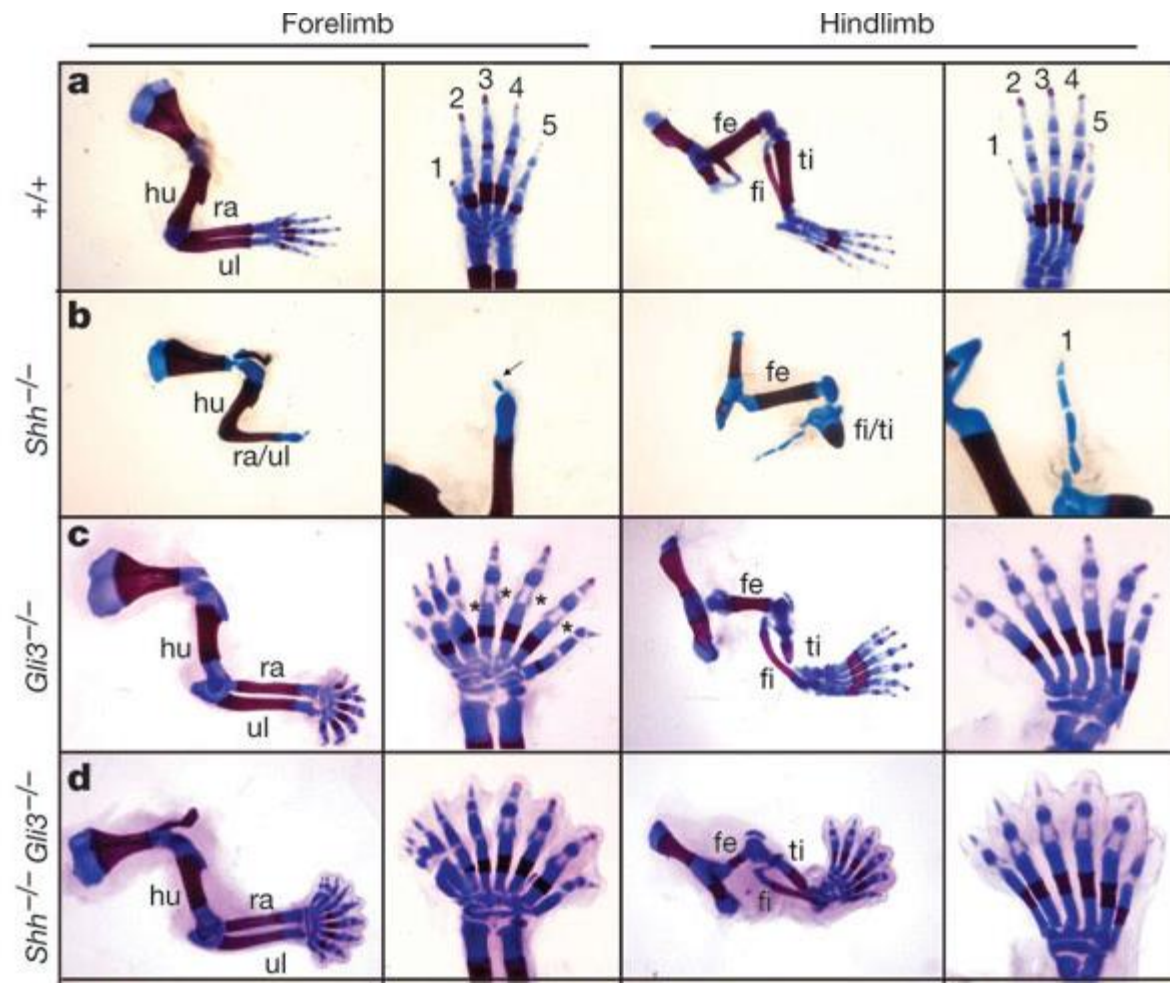 Forelimb Hindlimb
a
+/+
hu
ra
ul
1 2 3 4 5
fe
ti
fi
1 2 3 4 5
b
Shh–/–
hu
ra/ul
fe
fi/ti
1
c
Gli3–/–
hu
ra
ul
* * * *
fe
ti
fi
d
Shh–/– Gli3–/–
hu
ra
ul
fe
ti
fi